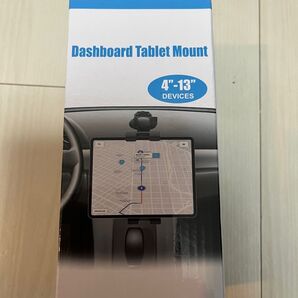 Dashboard Tablet Mount
4”-13”
DEVICES